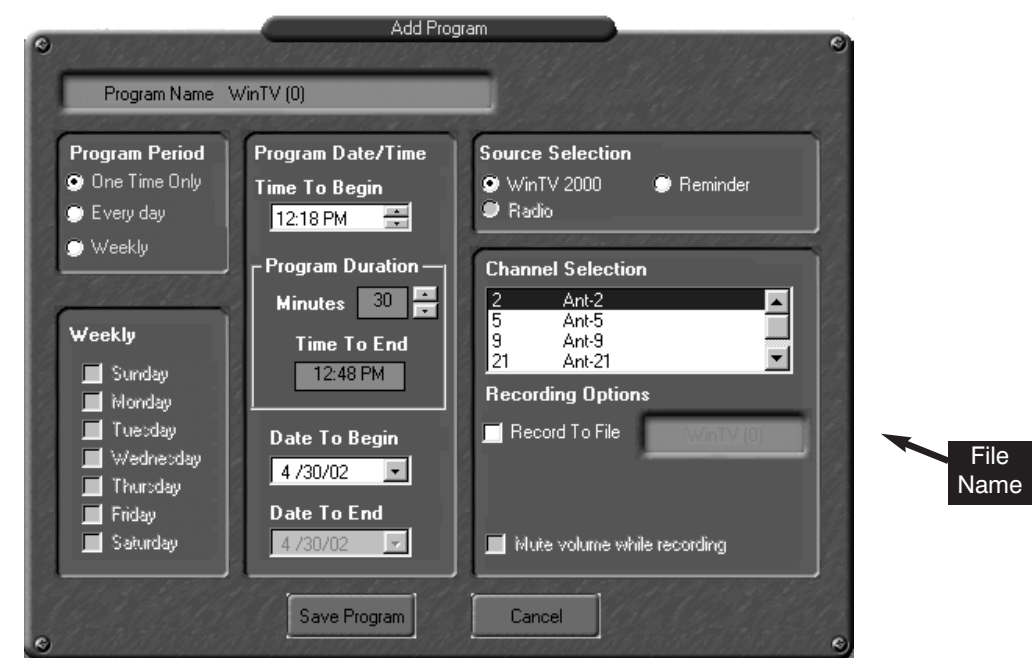 Add Program
Program Name WinTV (0)
Program Period
One Time Only
Every day
Weekly
Weekly
Sunday
Monday
Tuesday
Wednesday
Thursday
Friday
Saturday
Program Date/Time
Time To Begin
12:18 PM
Program Duration
Minutes 30
Time To End
12:48 PM
Date To Begin
4 /30/02
Date To End
4 /30/02
Source Selection
WinTV 2000 Reminder
Radio
Channel Selection
2 Ant-2
5 Ant-5
9 Ant-9
21 Ant-21
Recording Options
Record To File WinTV (0)
Mute volume while recording
Save Program Cancel
File
Name